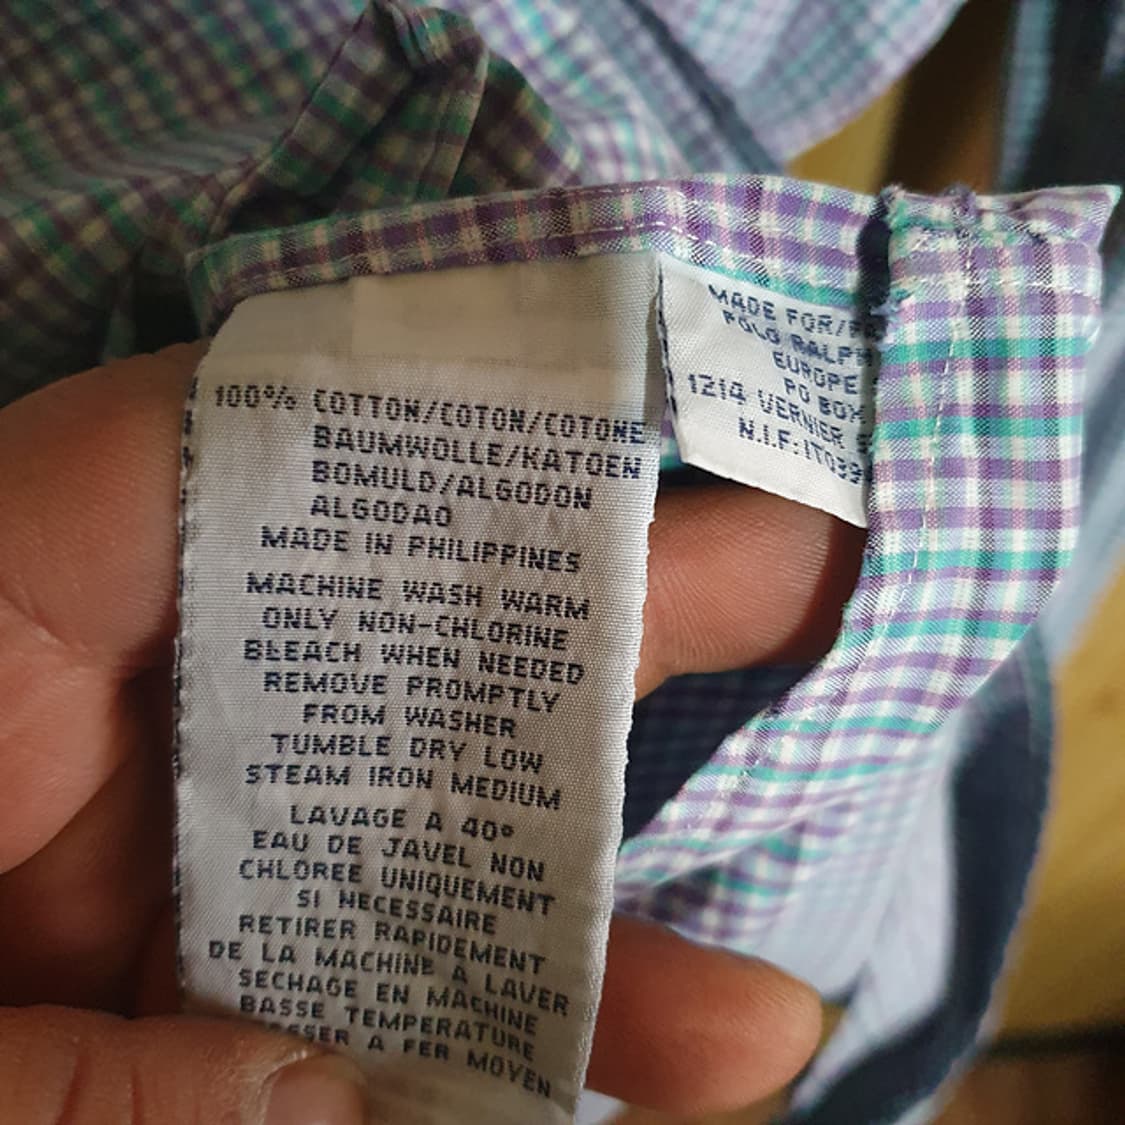 100% COTTON/COTON/COTONE
BAUMWOLLE/KATOEN
BOMULD/ALGODON
ALGODAO
MADE IN PHILIPPINES
MACHINE WASH WARM
ONLY NON-CHLORINE
BLEACH WHEN NEEDED
REMOVE PROMPTLY
FROM WASHER
TUMBLE DRY LOW
STEAM IRON MEDIUM
LAVAGE A 40°
EAU DE JAVEL NON
CHLOREE UNIQUEMENT
SI NECESSAIRE
RETIRER RAPIDEMENT
DE LA MACHINE A LAVER
SECHAGE EN MACHINE
BASSE TEMPERATURE
A FER MOYEN
MADE FOR/
POLO RALPH
EUROPE
PO BOX
1214 VERNIER
N.I.F:IT039